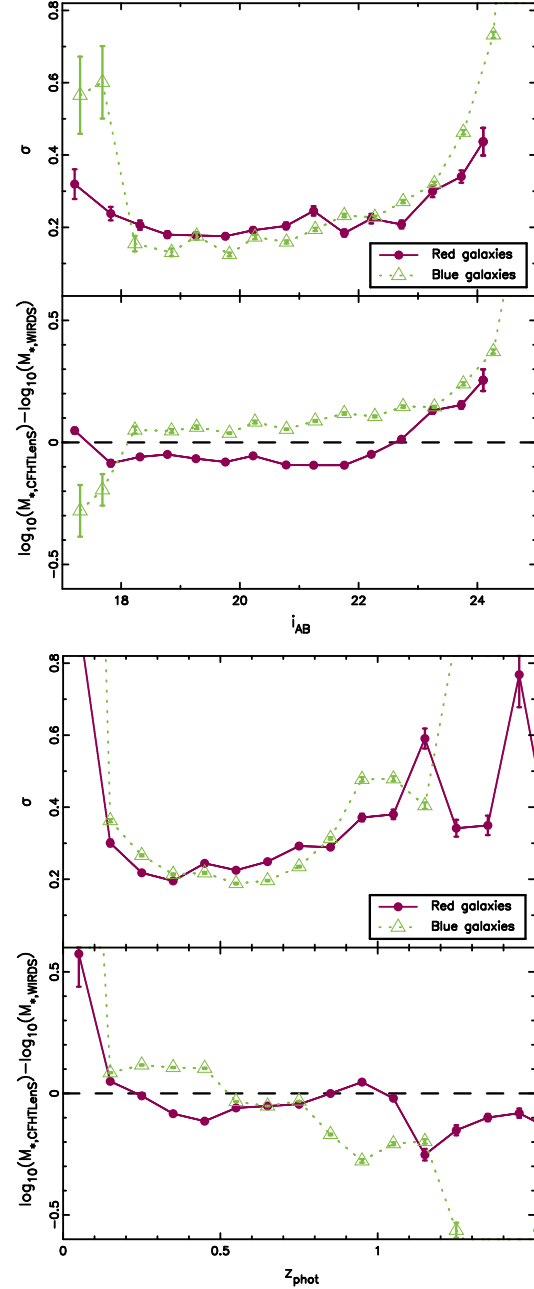 0.8
0.6
σ
0.4
0.2
Red galaxies
Blue galaxies
0.5
log₁₀(M*,CFHTLenS)−log₁₀(M*,WIRDS)
0
−0.5
18 20 22 24
i_AB
0.8
0.6
σ
0.4
0.2
Red galaxies
Blue galaxies
0.5
log₁₀(M*,CFHTLenS)−log₁₀(M*,WIRDS)
0
−0.5
0 0.5 1
z_phot